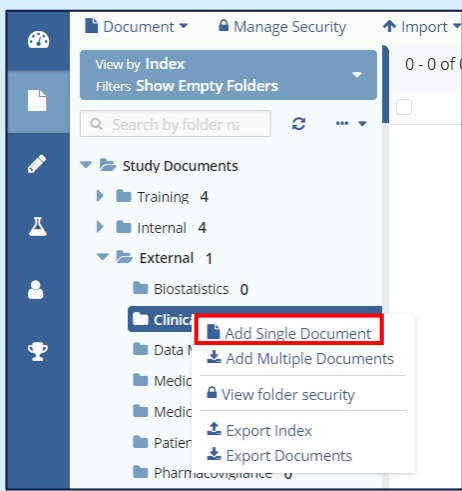 Document Manage Security Import
View by Index
Filters Show Empty Folders
0 - 0 of
Search by folder na
Study Documents
Training 4
Internal 4
External 1
Biostatistics 0
Clinica
Add Single Document
Data M
Add Multiple Documents
Medic
View folder security
Medic
Export Index
Patien
Export Documents
Pharmacovigilance 0